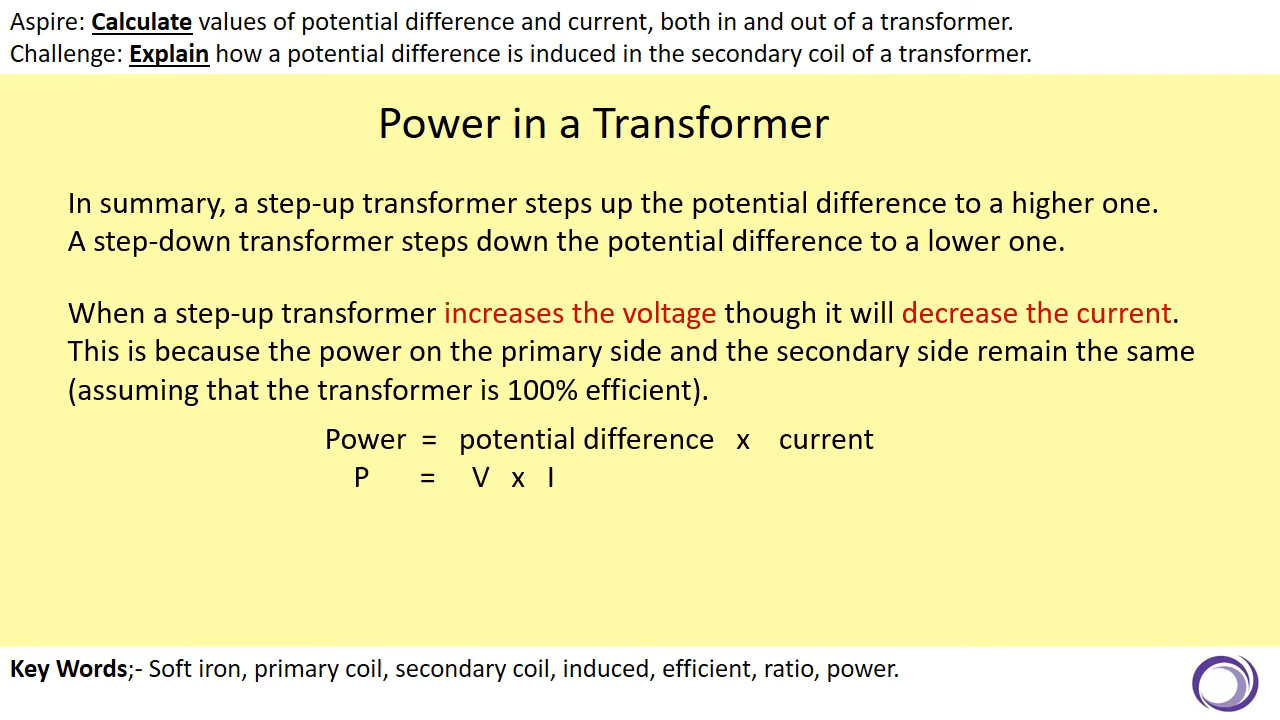 Aspire: Calculate values of potential difference and current, both in and out of a transformer.
Challenge: Explain how a potential difference is induced in the secondary coil of a transformer.
Power in a Transformer
In summary, a step-up transformer steps up the potential difference to a higher one.
A step-down transformer steps down the potential difference to a lower one.
When a step-up transformer increases the voltage though it will decrease the current.
This is because the power on the primary side and the secondary side remain the same
(assuming that the transformer is 100% efficient).
Power = potential difference x current
P = V x I
Key Words;- Soft iron, primary coil, secondary coil, induced, efficient, ratio, power.